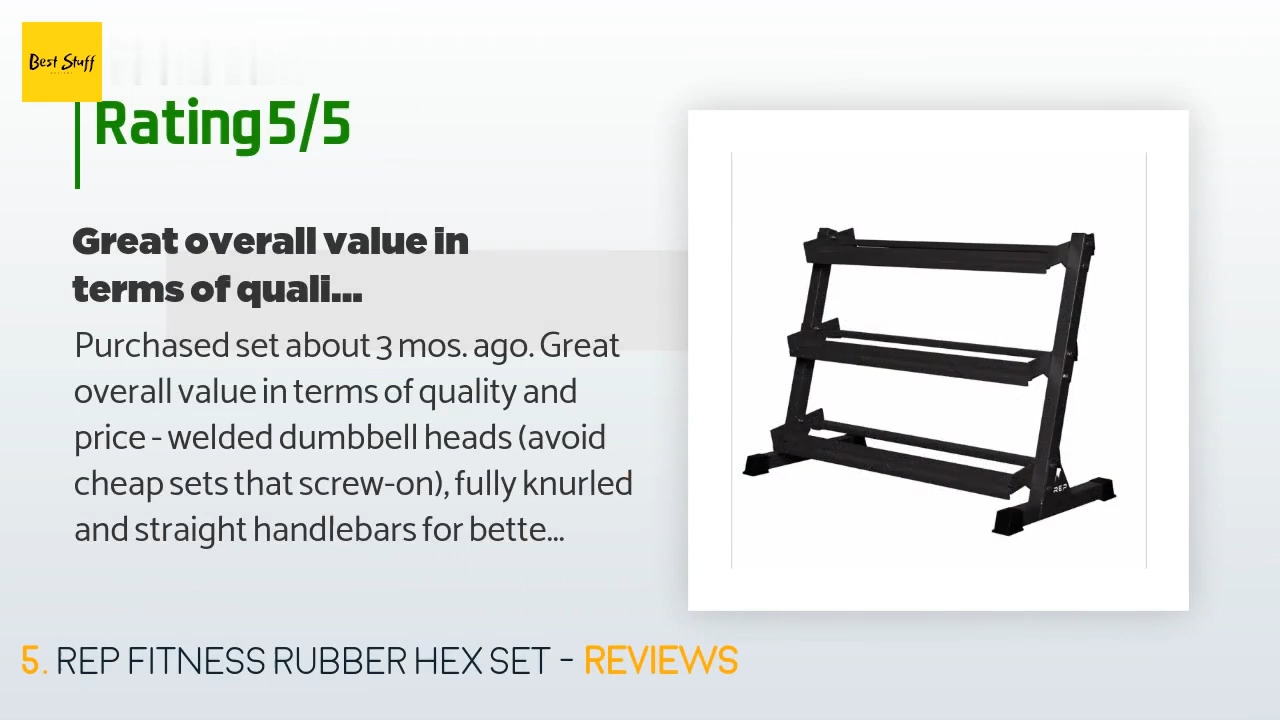 Best Stuff
Rating 5/5
Great overall value in
terms of quali...
Purchased set about 3 mos. ago. Great
overall value in terms of quality and
price - welded dumbbell heads (avoid
cheap sets that screw-on), fully knurled
and straight handlebars for bette...
REP
5. REP FITNESS RUBBER HEX SET - REVIEWS